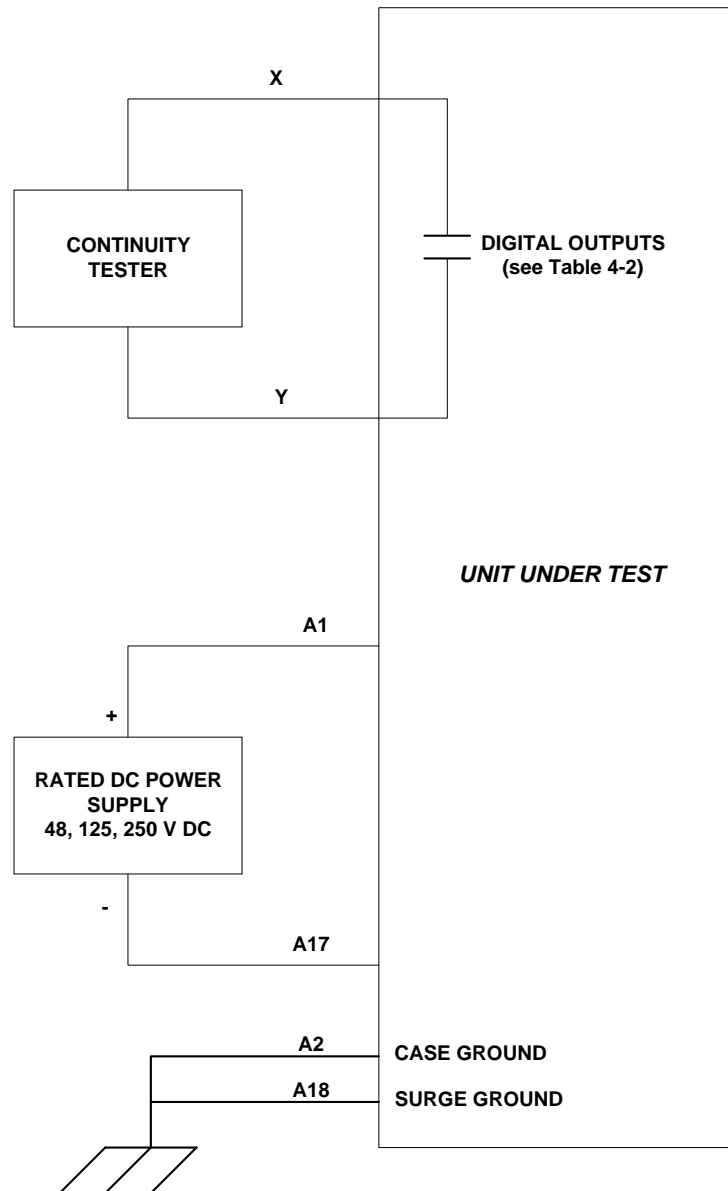 X
CONTINUITY
TESTER
DIGITAL OUTPUTS
(see Table 4-2)
Y
UNIT UNDER TEST
A1
+
RATED DC POWER
SUPPLY
48, 125, 250 V DC
-
A17
A2
CASE GROUND
A18
SURGE GROUND